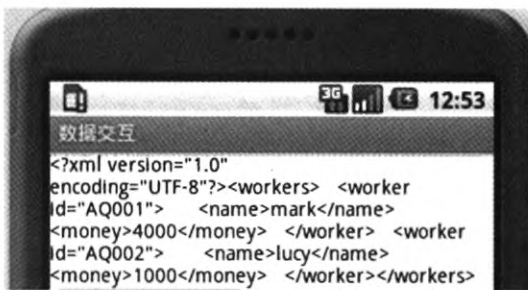 3G 12:53
数据交互
<?xml version="1.0"
encoding="UTF-8"?><workers>   <worker
id="AQ001">      <name>mark</name>
<money>4000</money>   </worker>   <worker
id="AQ002">      <name>lucy</name>
<money>1000</money>   </worker></workers>